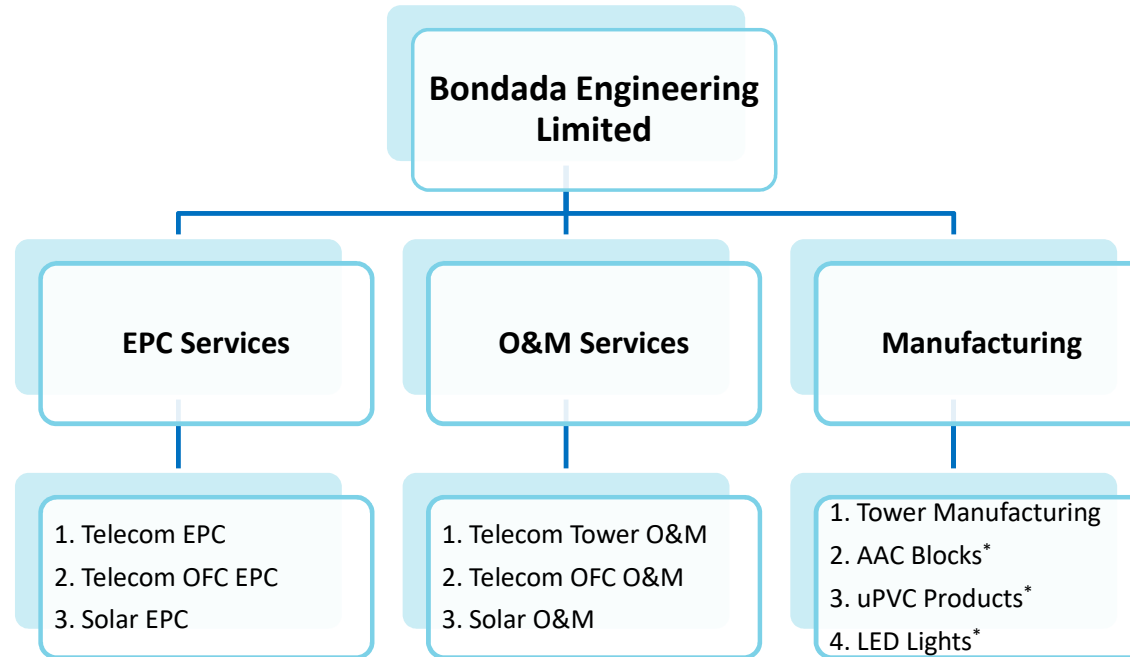 Bondada Engineering
Limited
EPC Services
O&M Services
Manufacturing
1. Telecom EPC
2. Telecom OFC EPC
3. Solar EPC
1. Telecom Tower O&M
2. Telecom OFC O&M
3. Solar O&M
1. Tower Manufacturing
2. AAC Blocks*
3. uPVC Products*
4. LED Lights*